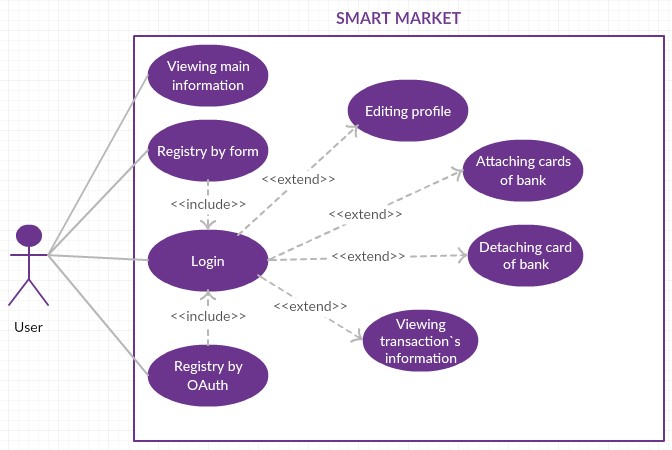 SMART MARKET
Viewing main
information
Editing profile
Registry by form
Attaching cards
of bank
<<extend>>
<<include>>
<<extend>>
Login
<<extend>>
Detaching card
of bank
User
<<include>>
<<extend>>
Viewing
transaction`s
information
Registry by
OAuth